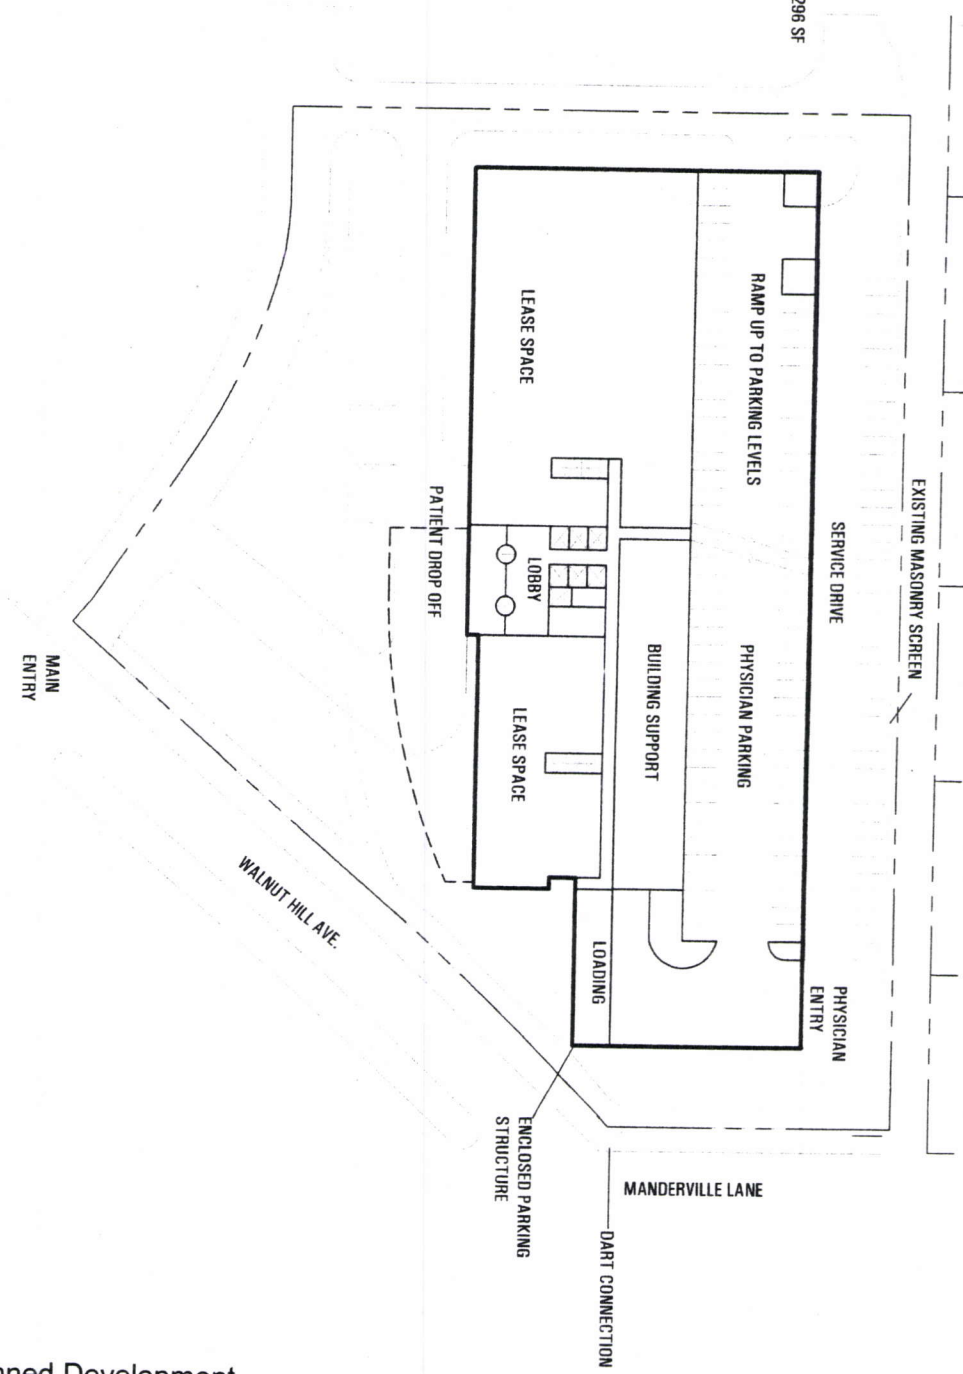 296 SF
EXISTING MASONRY SCREEN
SERVICE DRIVE
RAMP UP TO PARKING LEVELS
PHYSICIAN PARKING
PHYSICIAN
ENTRY
LEASE SPACE
LOBBY
BUILDING SUPPORT
LEASE SPACE
LOADING
PATIENT DROP OFF
MAIN
ENTRY
WALNUT HILL AVE.
ENCLOSED PARKING
STRUCTURE
MANDERVILLE LANE
DART CONNECTION